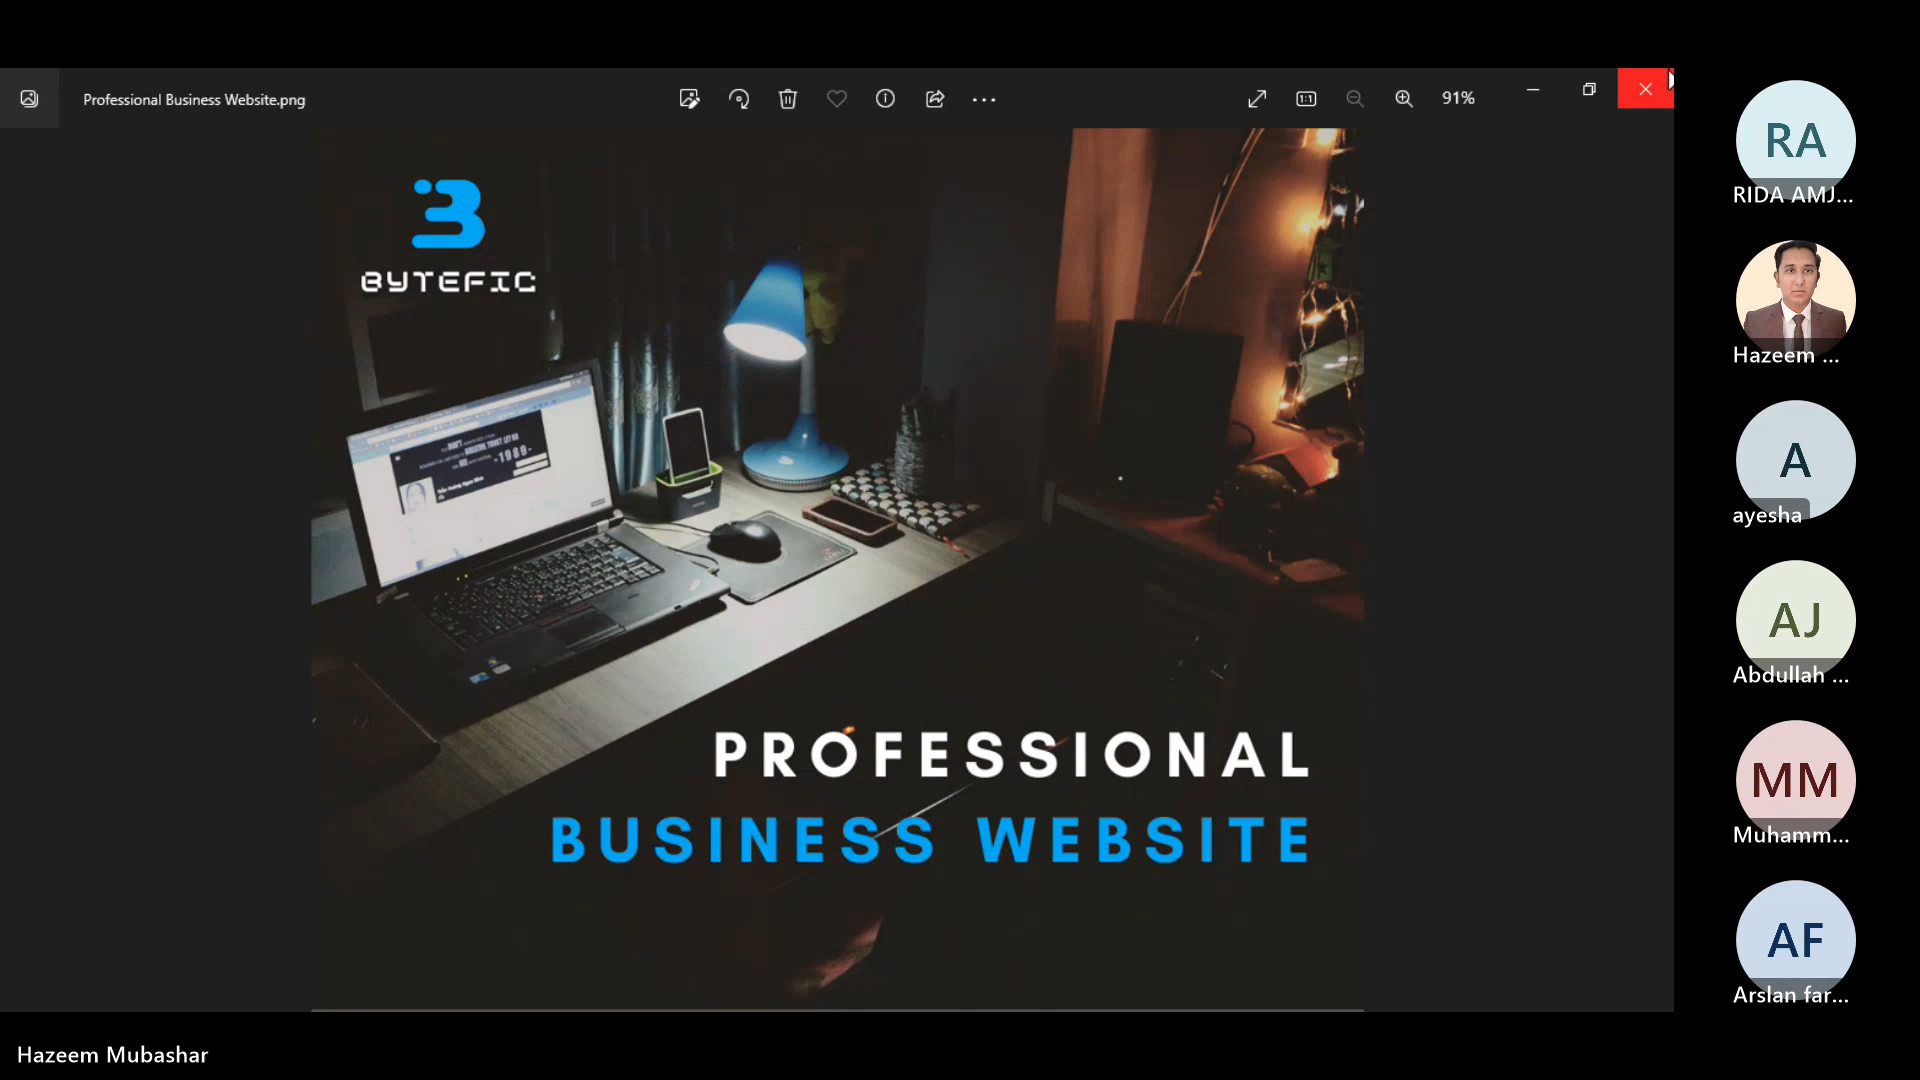 Professional Business Website.png
91%
BYTEFIC
-1989-
PROFESSIONAL
BUSINESS WEBSITE
RA
RIDA AMJ...
Hazeem ...
A
ayesha
AJ
Abdullah ...
MM
Muhamm...
AF
Arslan far...
Hazeem Mubashar